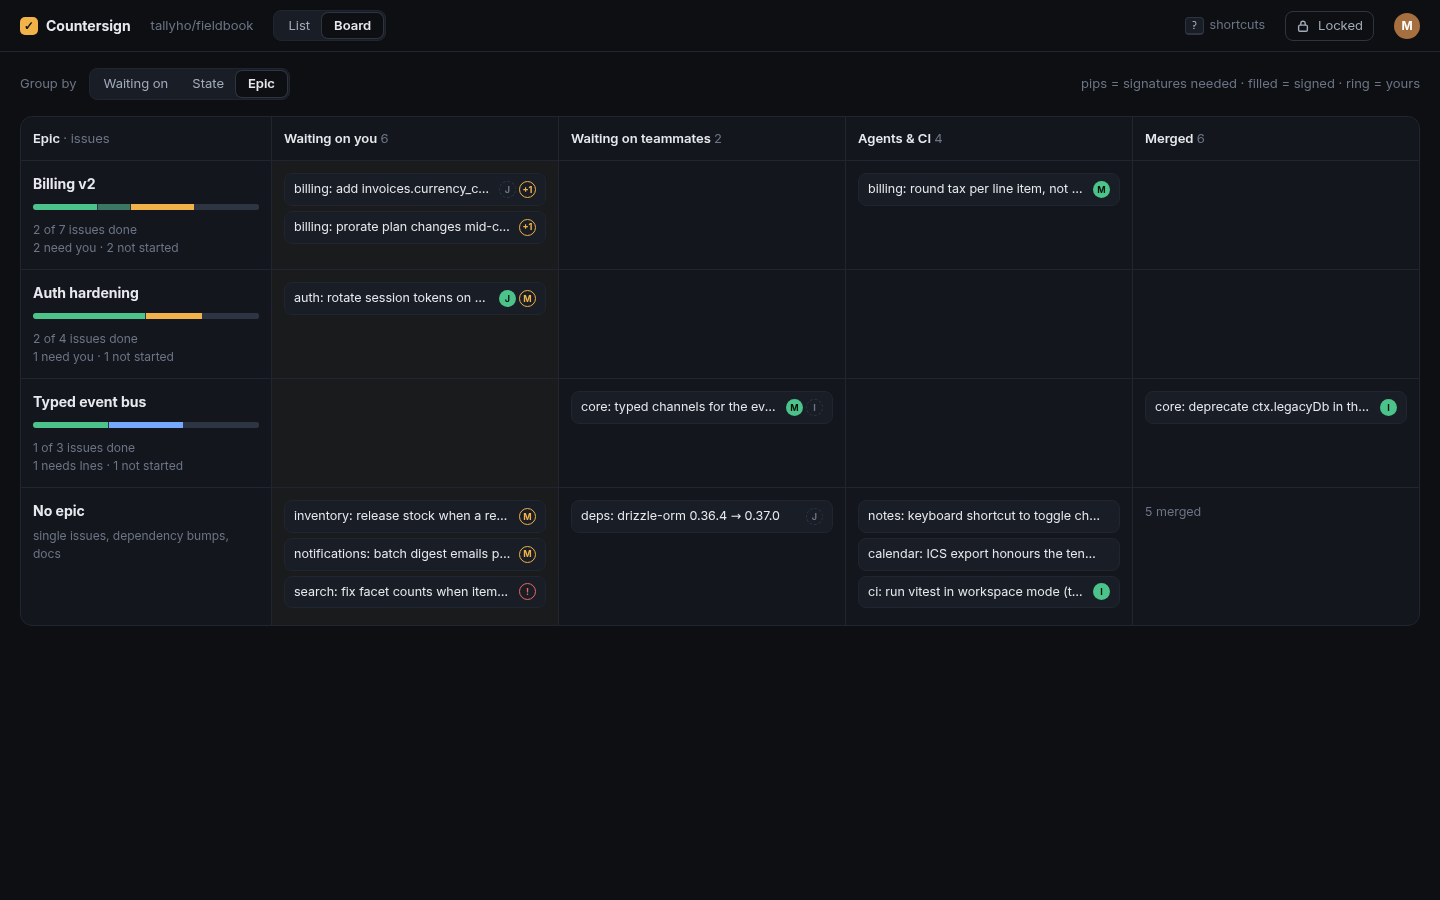 ✓ Countersign tallyho/fieldbook List Board ? shortcuts Locked M
Group by Waiting on State Epic pips = signatures needed · filled = signed · ring = yours
Epic · issues Waiting on you 6 Waiting on teammates 2 Agents & CI 4 Merged 6
Billing v2
2 of 7 issues done
2 need you · 2 not started
billing: add invoices.currency_c... J +1
billing: prorate plan changes mid-c... +1
billing: round tax per line item, not ... M
Auth hardening
2 of 4 issues done
1 need you · 1 not started
auth: rotate session tokens on ... J M
Typed event bus
1 of 3 issues done
1 needs Ines · 1 not started
core: typed channels for the ev... M I
core: deprecate ctx.legacyDb in th... I
No epic
single issues, dependency bumps,
docs
inventory: release stock when a re... M
notifications: batch digest emails p... M
search: fix facet counts when item... !
deps: drizzle-orm 0.36.4 → 0.37.0 J
notes: keyboard shortcut to toggle ch...
calendar: ICS export honours the ten...
ci: run vitest in workspace mode (t... I
5 merged